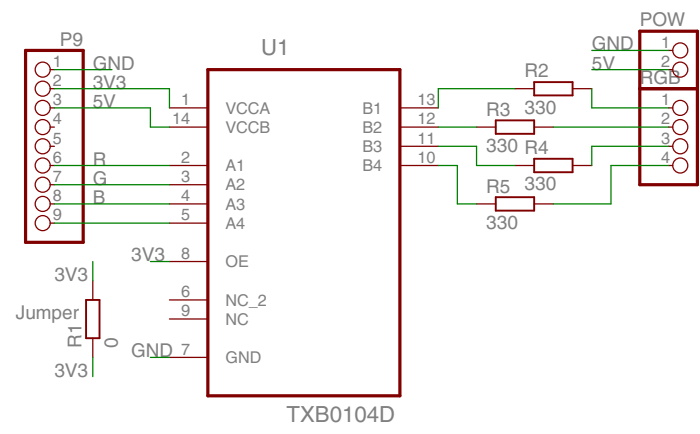 POW
P9
U1
1 GND
2 3V3
3 5V
4
5
6 R
7 G
8 B
9
GND 1
5V 2
RGB
1
2
3
4
1 VCCA
14 VCCB
2 A1
3 A2
4 A3
5 A4
3V3 8 OE
6 NC_2
9 NC
GND 7 GND
B1 13
B2 12
B3 11
B4 10
R2
330
R3
330
R4
330
R5
330
3V3
Jumper
R1
0
3V3
TXB0104D